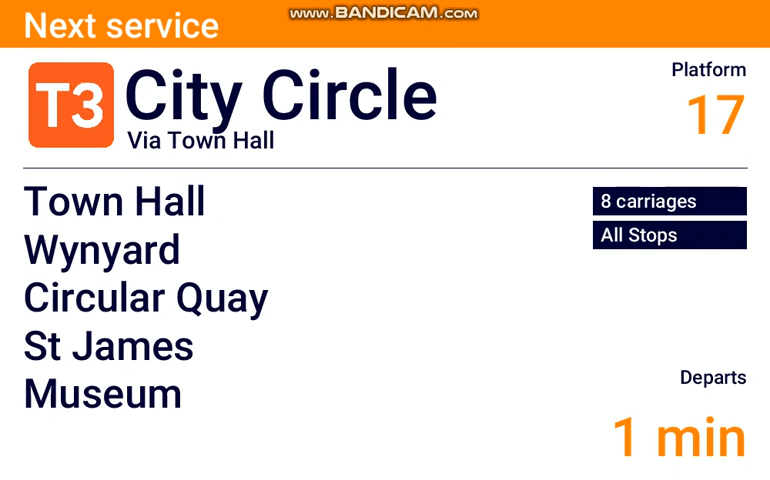 Next service
www.BANDICAM.com
T3 City Circle
Via Town Hall
Platform
17
Town Hall
Wynyard
Circular Quay
St James
Museum
8 carriages
All Stops
Departs
1 min